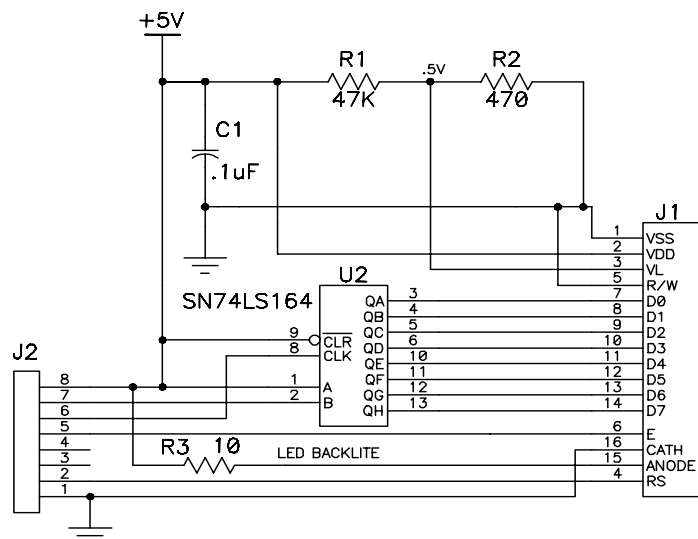 +5V
R1
47K
.5V
R2
470
C1
.1uF
J1
1 VSS
2 VDD
3 VL
5 R/W
7 D0
8 D1
9 D2
10 D3
11 D4
12 D5
13 D6
14 D7
6 E
16 CATH
15 ANODE
4 RS
U2
SN74LS164
9 CLR
8 CLK
1 A
2 B
QA 3
QB 4
QC 5
QD 6
QE 10
QF 11
QG 12
QH 13
J2
8
7
6
5
4
3
2
1
R3 10
LED BACKLITE